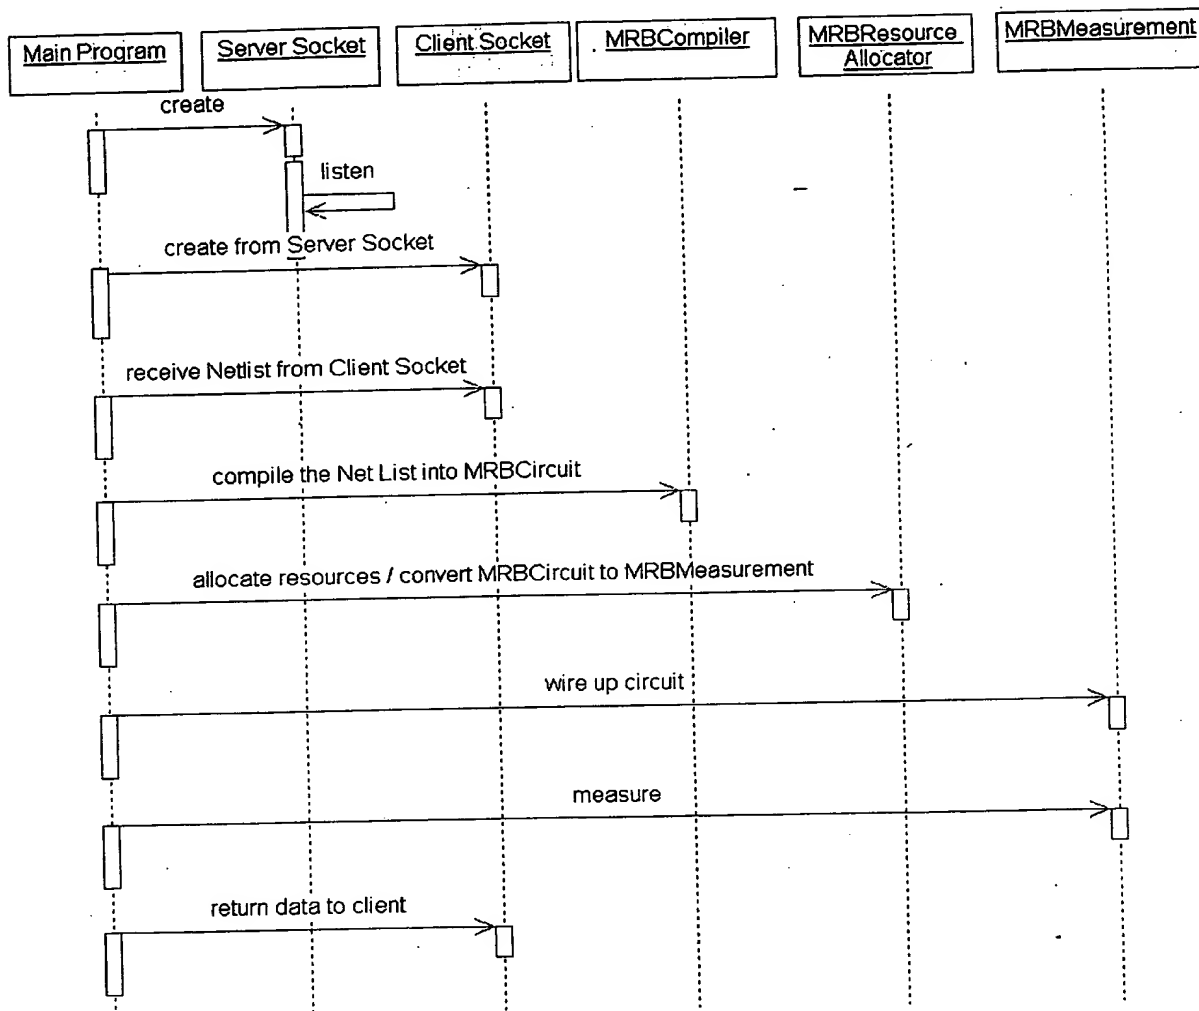 Main Program
Server Socket
Client Socket
MRBCompiler
MRBResource
Allocator
MRBMeasurement
create
listen
create from Server Socket
receive Netlist from Client Socket
compile the Net List into MRBCircuit
allocate resources / convert MRBCircuit to MRBMeasurement
wire up circuit
measure
return data to client